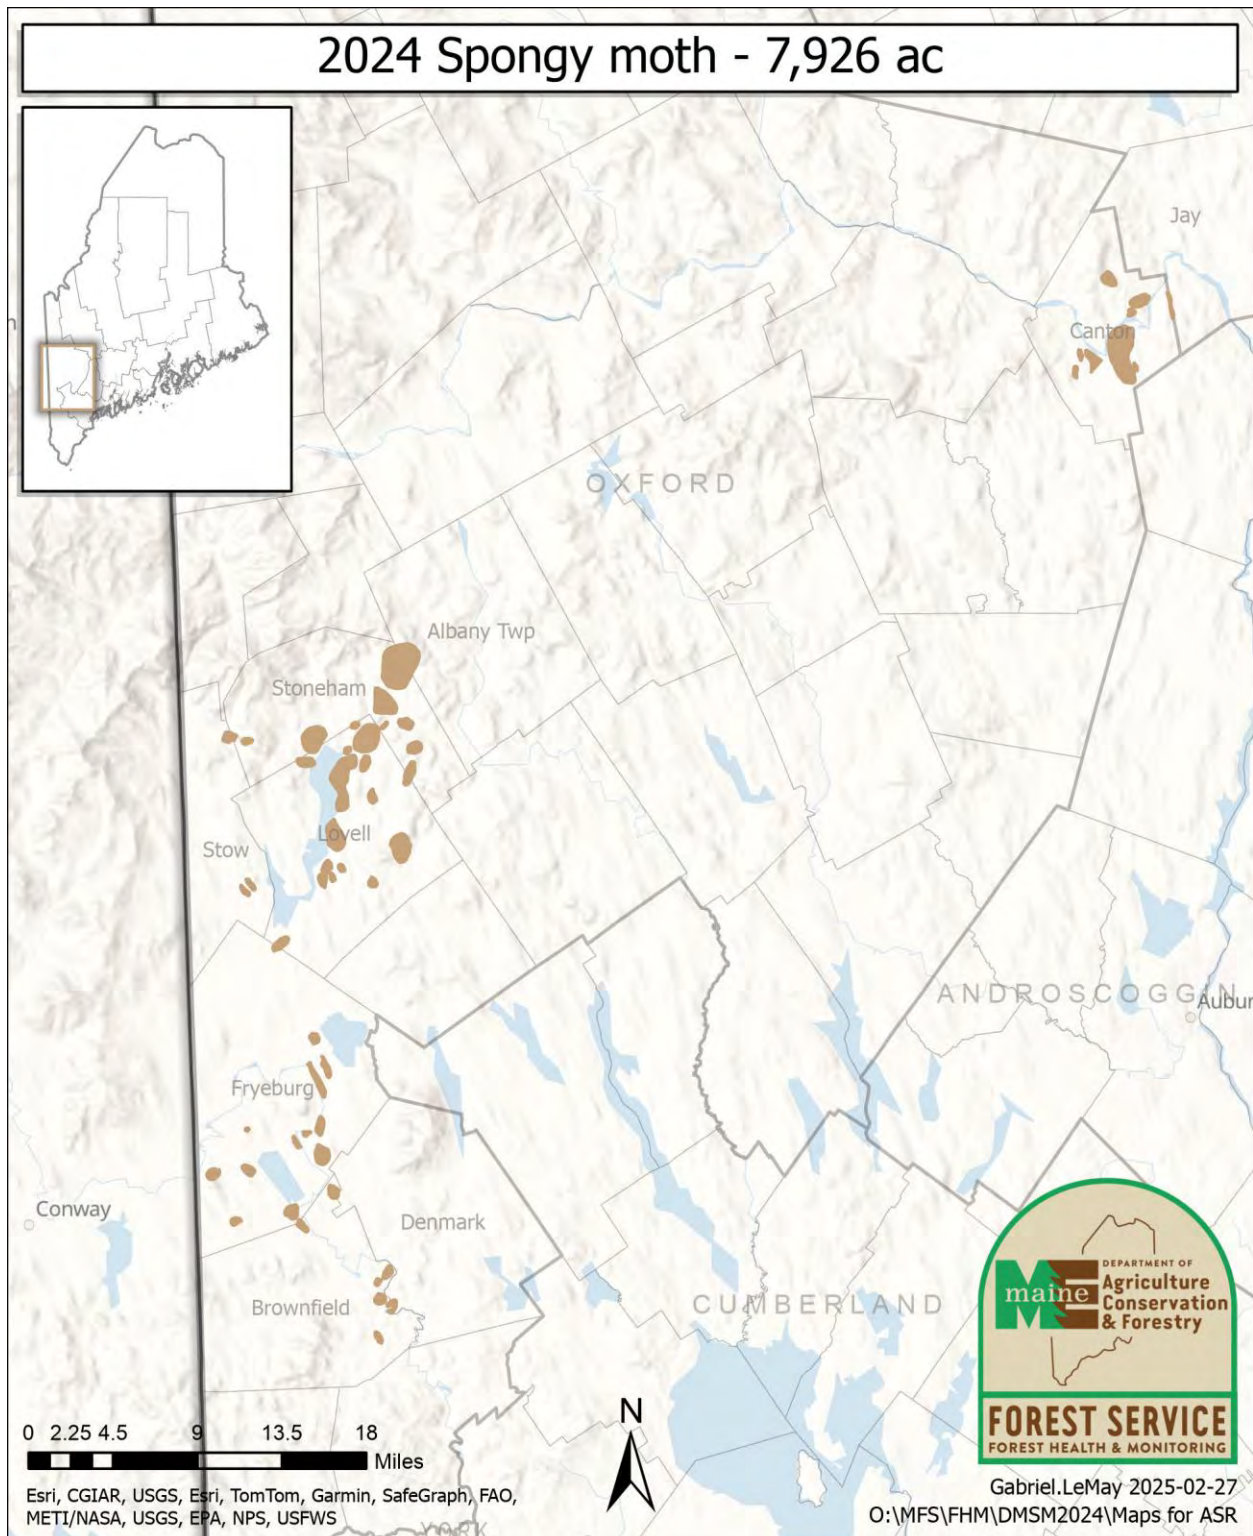 2024 Spongy moth - 7,926 ac
Jay
Canton
OXFORD
Albany Twp
Stoneham
Lovell
Stow
ANDROSCOGGIN
Aubur
Fryeburg
Conway
Denmark
Brownfield
CUMBERLAND
YORK
0 2.25 4.5 9 13.5 18
Miles
N
Esri, CGIAR, USGS, Esri, TomTom, Garmin, SafeGraph, FAO,
METI/NASA, USGS, EPA, NPS, USFWS
ME
maine
DEPARTMENT OF
Agriculture
Conservation
& Forestry
FOREST SERVICE
FOREST HEALTH & MONITORING
Gabriel.LeMay 2025-02-27
O:\MFS\FHM\DMSM2024\Maps for ASR